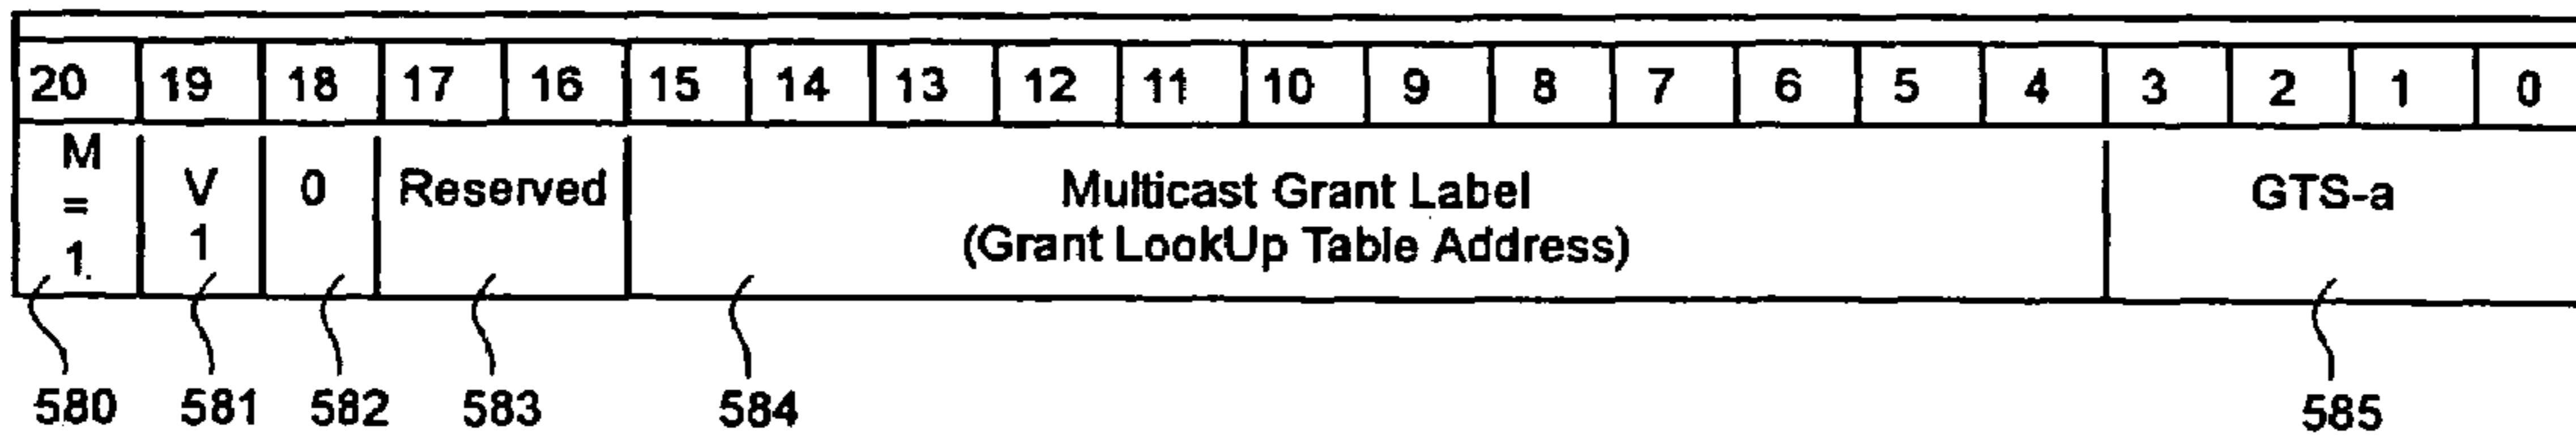 20 19 18 17 16 15 14 13 12 11 10 9 8 7 6 5 4 3 2 1 0
M = 1
V 1
0
Reserved
Multicast Grant Label
(Grant LookUp Table Address)
GTS-a
580 581 582 583 584 585